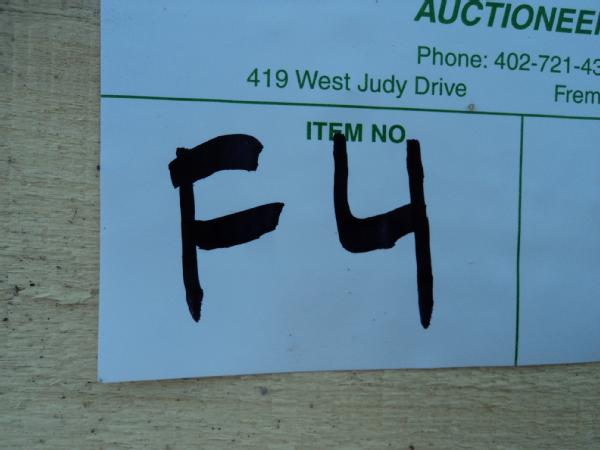 AUCTIONEE
Phone: 402-721-43
419 West Judy Drive
Frem
ITEM NO.
F4